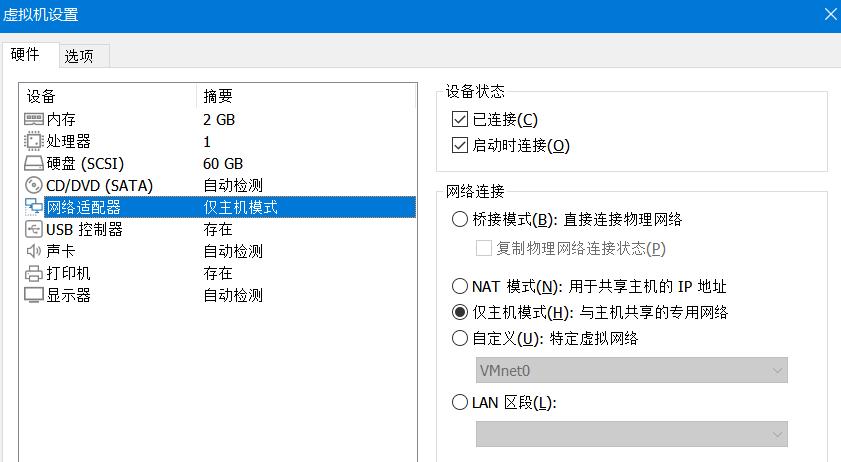 虚拟机设置
硬件 选项
设备 摘要
内存 2 GB
处理器 1
硬盘 (SCSI) 60 GB
CD/DVD (SATA) 自动检测
网络适配器 仅主机模式
USB 控制器 存在
声卡 自动检测
打印机 存在
显示器 自动检测
设备状态
已连接(C)
启动时连接(O)
网络连接
桥接模式(B): 直接连接物理网络
复制物理网络连接状态(P)
NAT 模式(N): 用于共享主机的 IP 地址
仅主机模式(H): 与主机共享的专用网络
自定义(U): 特定虚拟网络
VMnet0
LAN 区段(L):